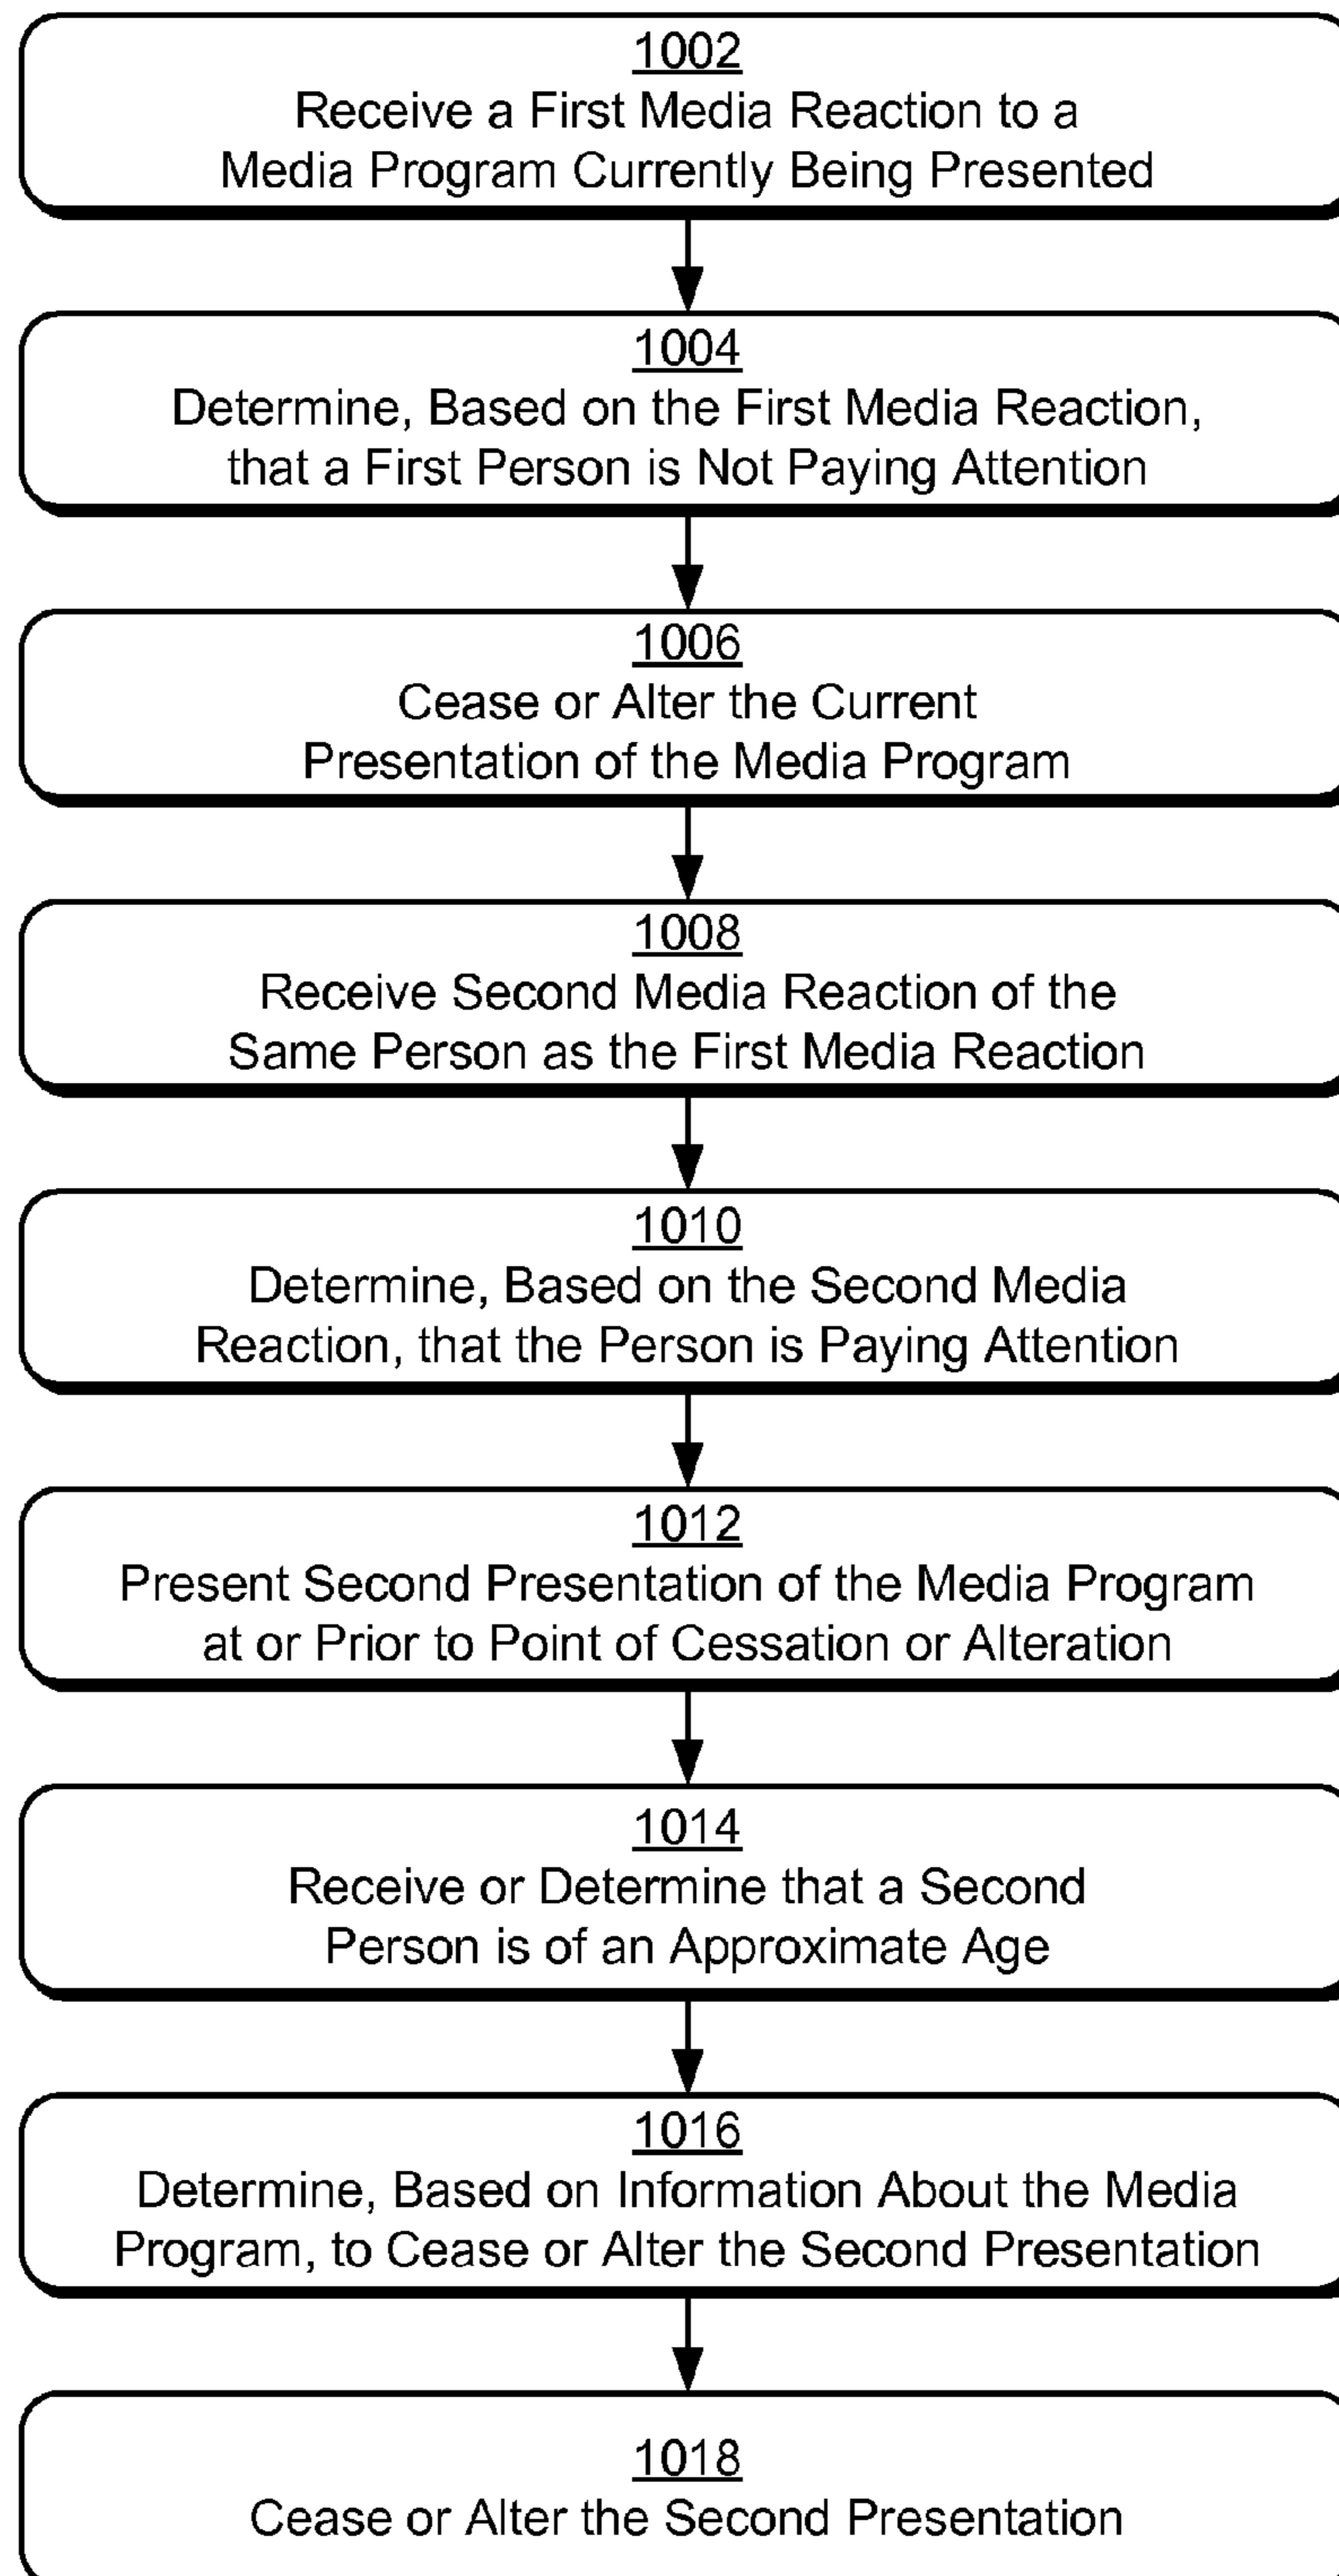 1002
Receive a First Media Reaction to a
Media Program Currently Being Presented
1004
Determine, Based on the First Media Reaction,
that a First Person is Not Paying Attention
1006
Cease or Alter the Current
Presentation of the Media Program
1008
Receive Second Media Reaction of the
Same Person as the First Media Reaction
1010
Determine, Based on the Second Media
Reaction, that the Person is Paying Attention
1012
Present Second Presentation of the Media Program
at or Prior to Point of Cessation or Alteration
1014
Receive or Determine that a Second
Person is of an Approximate Age
1016
Determine, Based on Information About the Media
Program, to Cease or Alter the Second Presentation
1018
Cease or Alter the Second Presentation